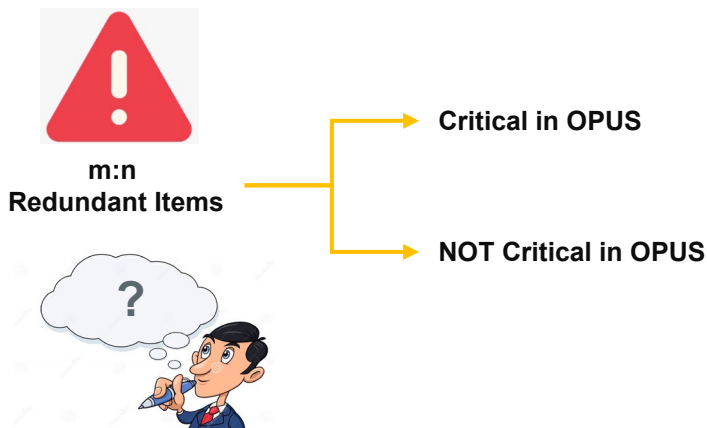 m:n
Redundant Items
Critical in OPUS
NOT Critical in OPUS
?